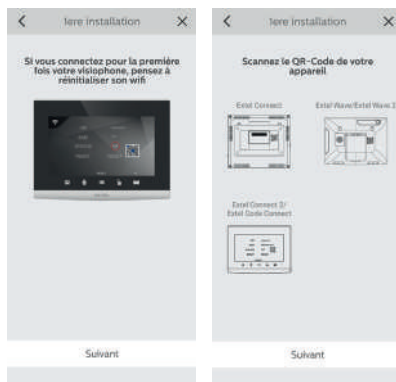 1ere installation
Si vous connectez pour la première
fois votre visiophone, pensez à
réinitialiser son wifi
Suivant
1ere installation
Scannez le QR-Code de votre
appareil
Extel Connect
Extel Wave/Extel Wave 2
Extel Connect 2/
Extel Code Connect
Suivant